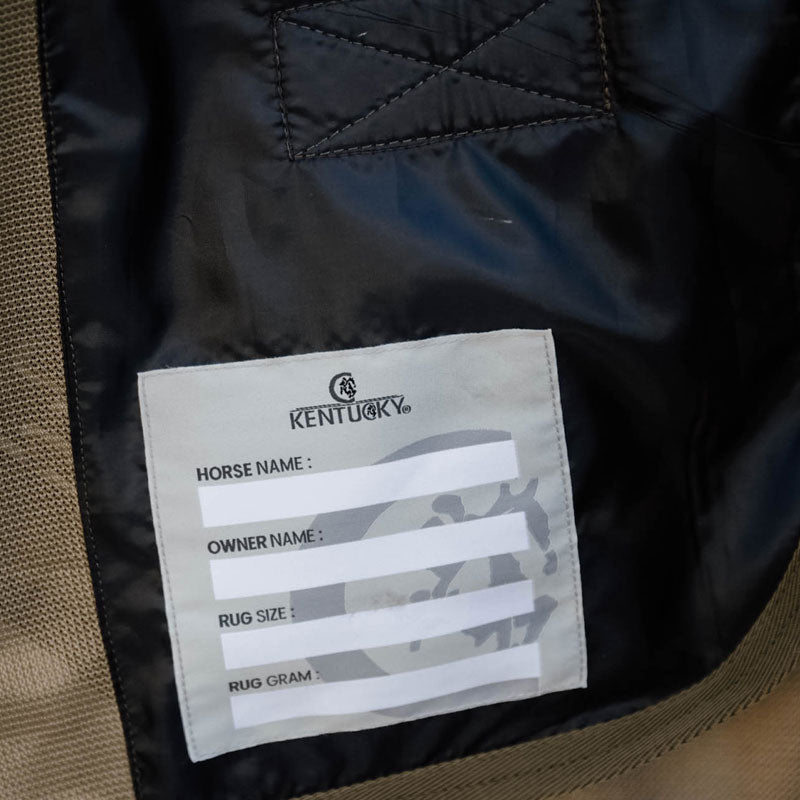 KENTUCKY®
HORSE NAME :
OWNER NAME :
RUG SIZE :
RUG GRAM :